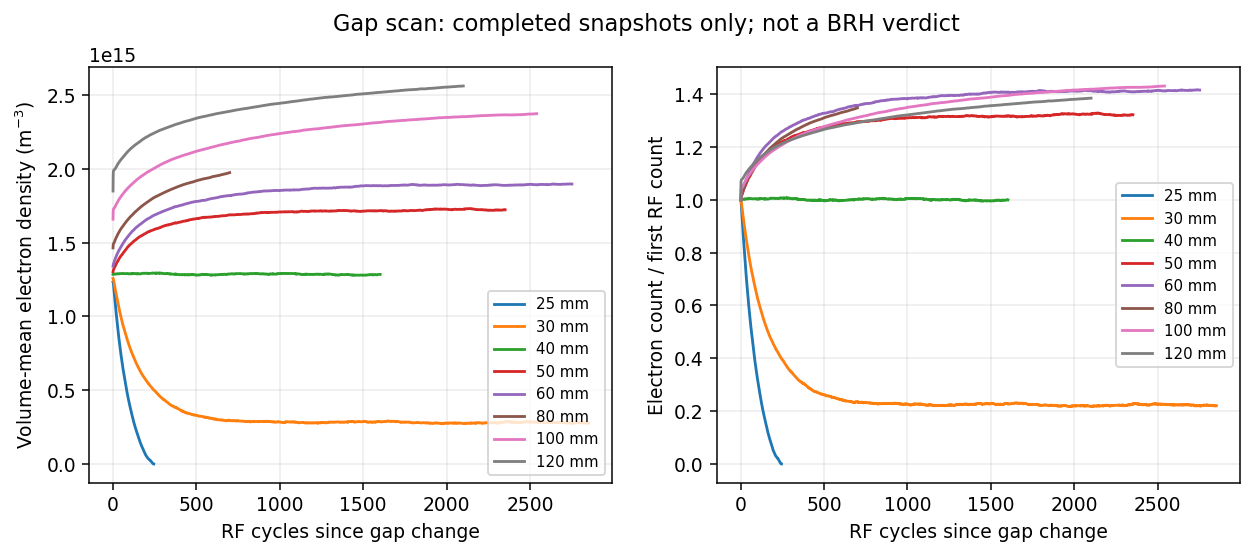 Gap scan: completed snapshots only; not a BRH verdict
1e15
Volume-mean electron density (m⁻³)
2.5
2.0
1.5
1.0
0.5
0.0
0
500
1000
1500
2000
2500
RF cycles since gap change
25 mm
30 mm
40 mm
50 mm
60 mm
80 mm
100 mm
120 mm
Electron count / first RF count
1.4
1.2
1.0
0.8
0.6
0.4
0.2
0.0
0
500
1000
1500
2000
2500
RF cycles since gap change
25 mm
30 mm
40 mm
50 mm
60 mm
80 mm
100 mm
120 mm